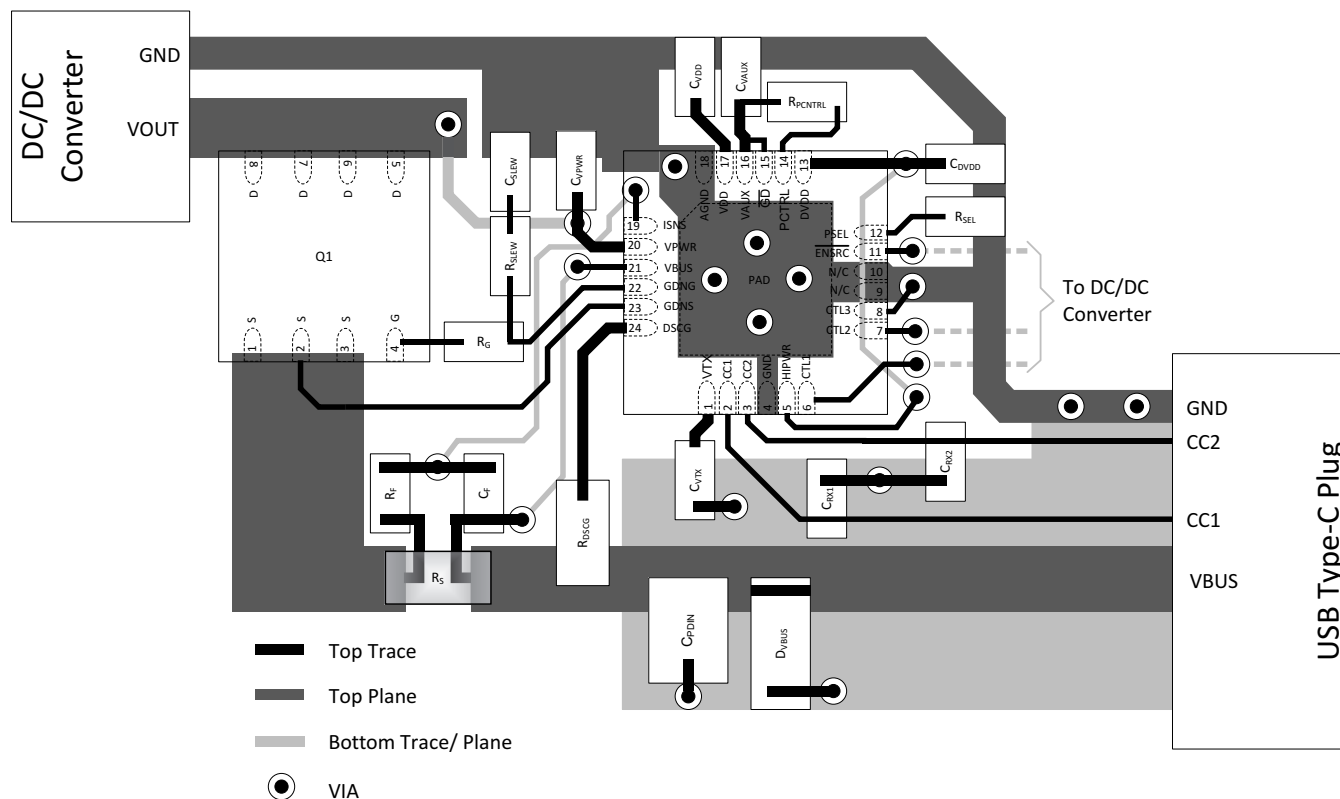 DC/DC
Converter
GND
VOUT
8
D
7
D
6
D
5
D
Q1
S
1
S
2
S
3
G
4
CSLEW
RSLEW
RG
CVPWR
CVDD
CVAUX
RPCNTRL
18
17
16
15
14
13
AGND
VDD
VAUX
GD
PCTRL
DVDD
CDVDD
RSEL
19 ISNS
20 VPWR
21 VBUS
22 GDNG
23 GDNS
24 DSCG
PAD
PSEL 12
ENSRC 11
N/C 10
N/C 9
CTL3 8
CTL2 7
To DC/DC
Converter
VTX
CC1
CC2
GND
HIPWR
CTL1
1
2
3
4
5
6
RF
CF
RS
RDSCG
CVTX
CRX1
CRX2
CPDIN
DVBUS
GND
CC2
CC1
VBUS
USB Type-C Plug
Top Trace
Top Plane
Bottom Trace/ Plane
VIA